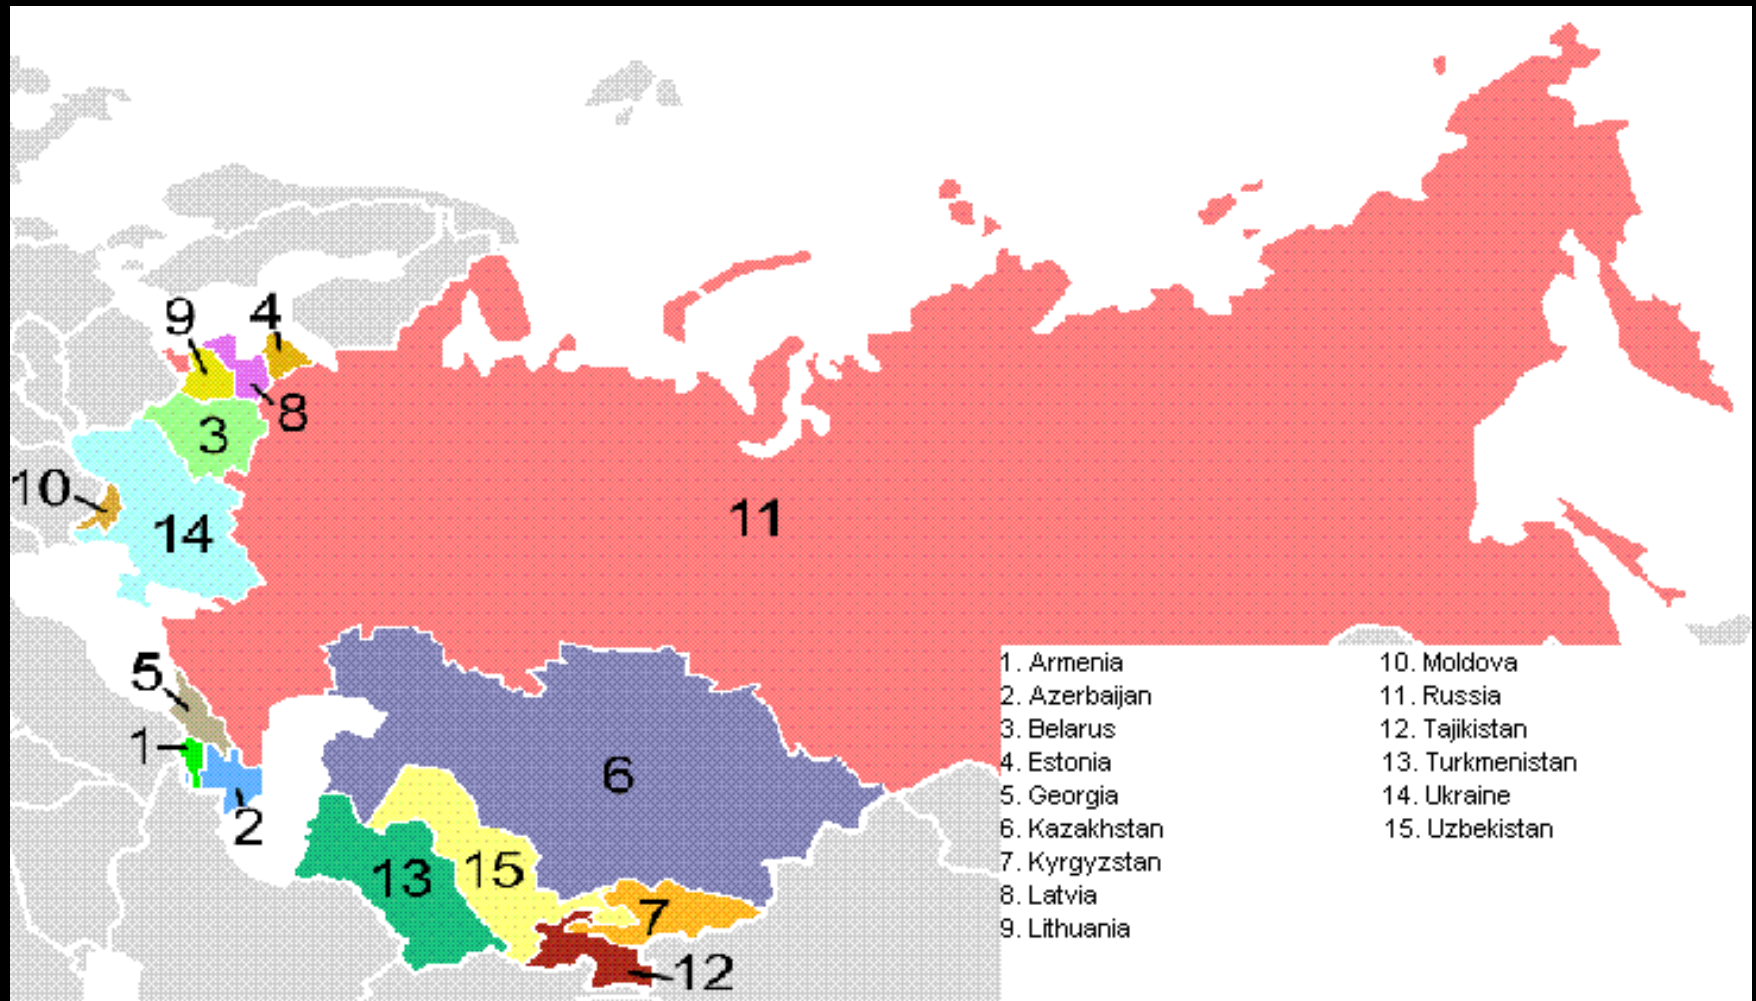 9
4
8
3
10
14
11
5
1
6
2
13
15
7
12
1. Armenia
2. Azerbaijan
3. Belarus
4. Estonia
5. Georgia
6. Kazakhstan
7. Kyrgyzstan
8. Latvia
9. Lithuania
10. Moldova
11. Russia
12. Tajikistan
13. Turkmenistan
14. Ukraine
15. Uzbekistan